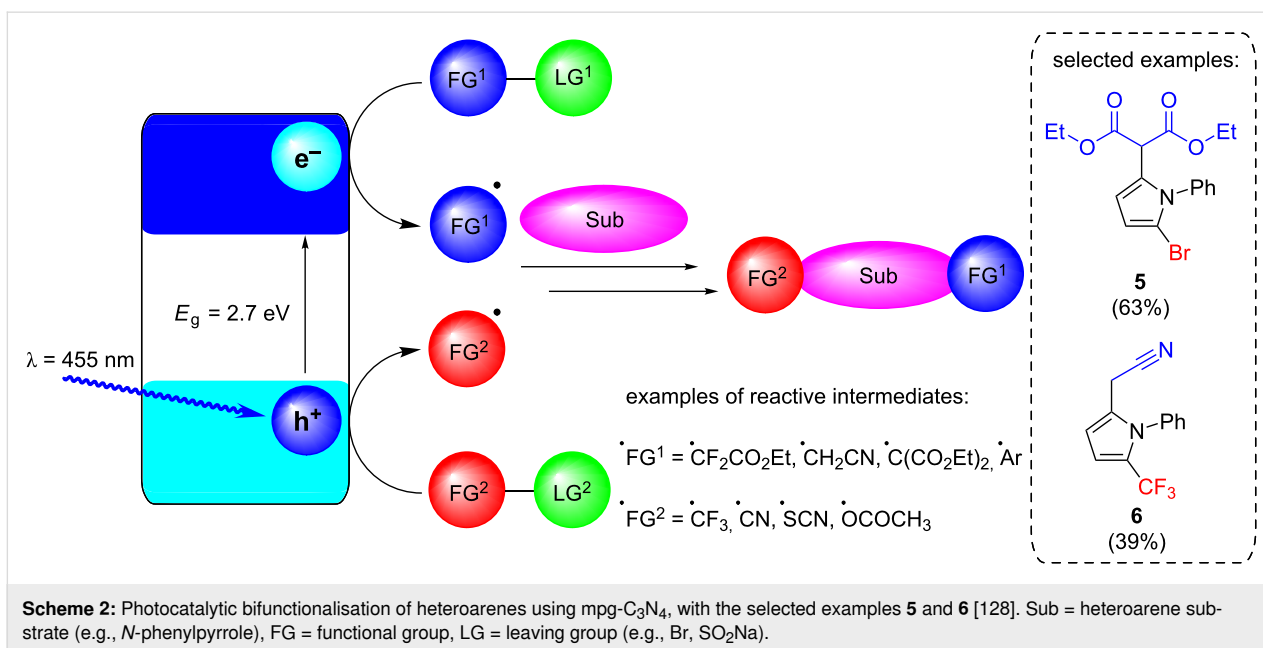 FG¹
LG¹
e⁻
FG¹•
Sub
E_g = 2.7 eV
FG²
Sub
FG¹
FG²•
λ = 455 nm
h⁺
FG²
LG²
examples of reactive intermediates:
•FG¹ = •CF₂CO₂Et, •CH₂CN, •C(CO₂Et)₂, •Ar
•FG² = •CF₃, •CN, •SCN, •OCOCH₃
selected examples:
O O
Et O O Et
N Ph
Br
5
(63%)
N
N Ph
CF₃
6
(39%)
Scheme 2: Photocatalytic bifunctionalisation of heteroarenes using mpg-C₃N₄, with the selected examples 5 and 6 [128]. Sub = heteroarene sub-
strate (e.g., N-phenylpyrrole), FG = functional group, LG = leaving group (e.g., Br, SO₂Na).